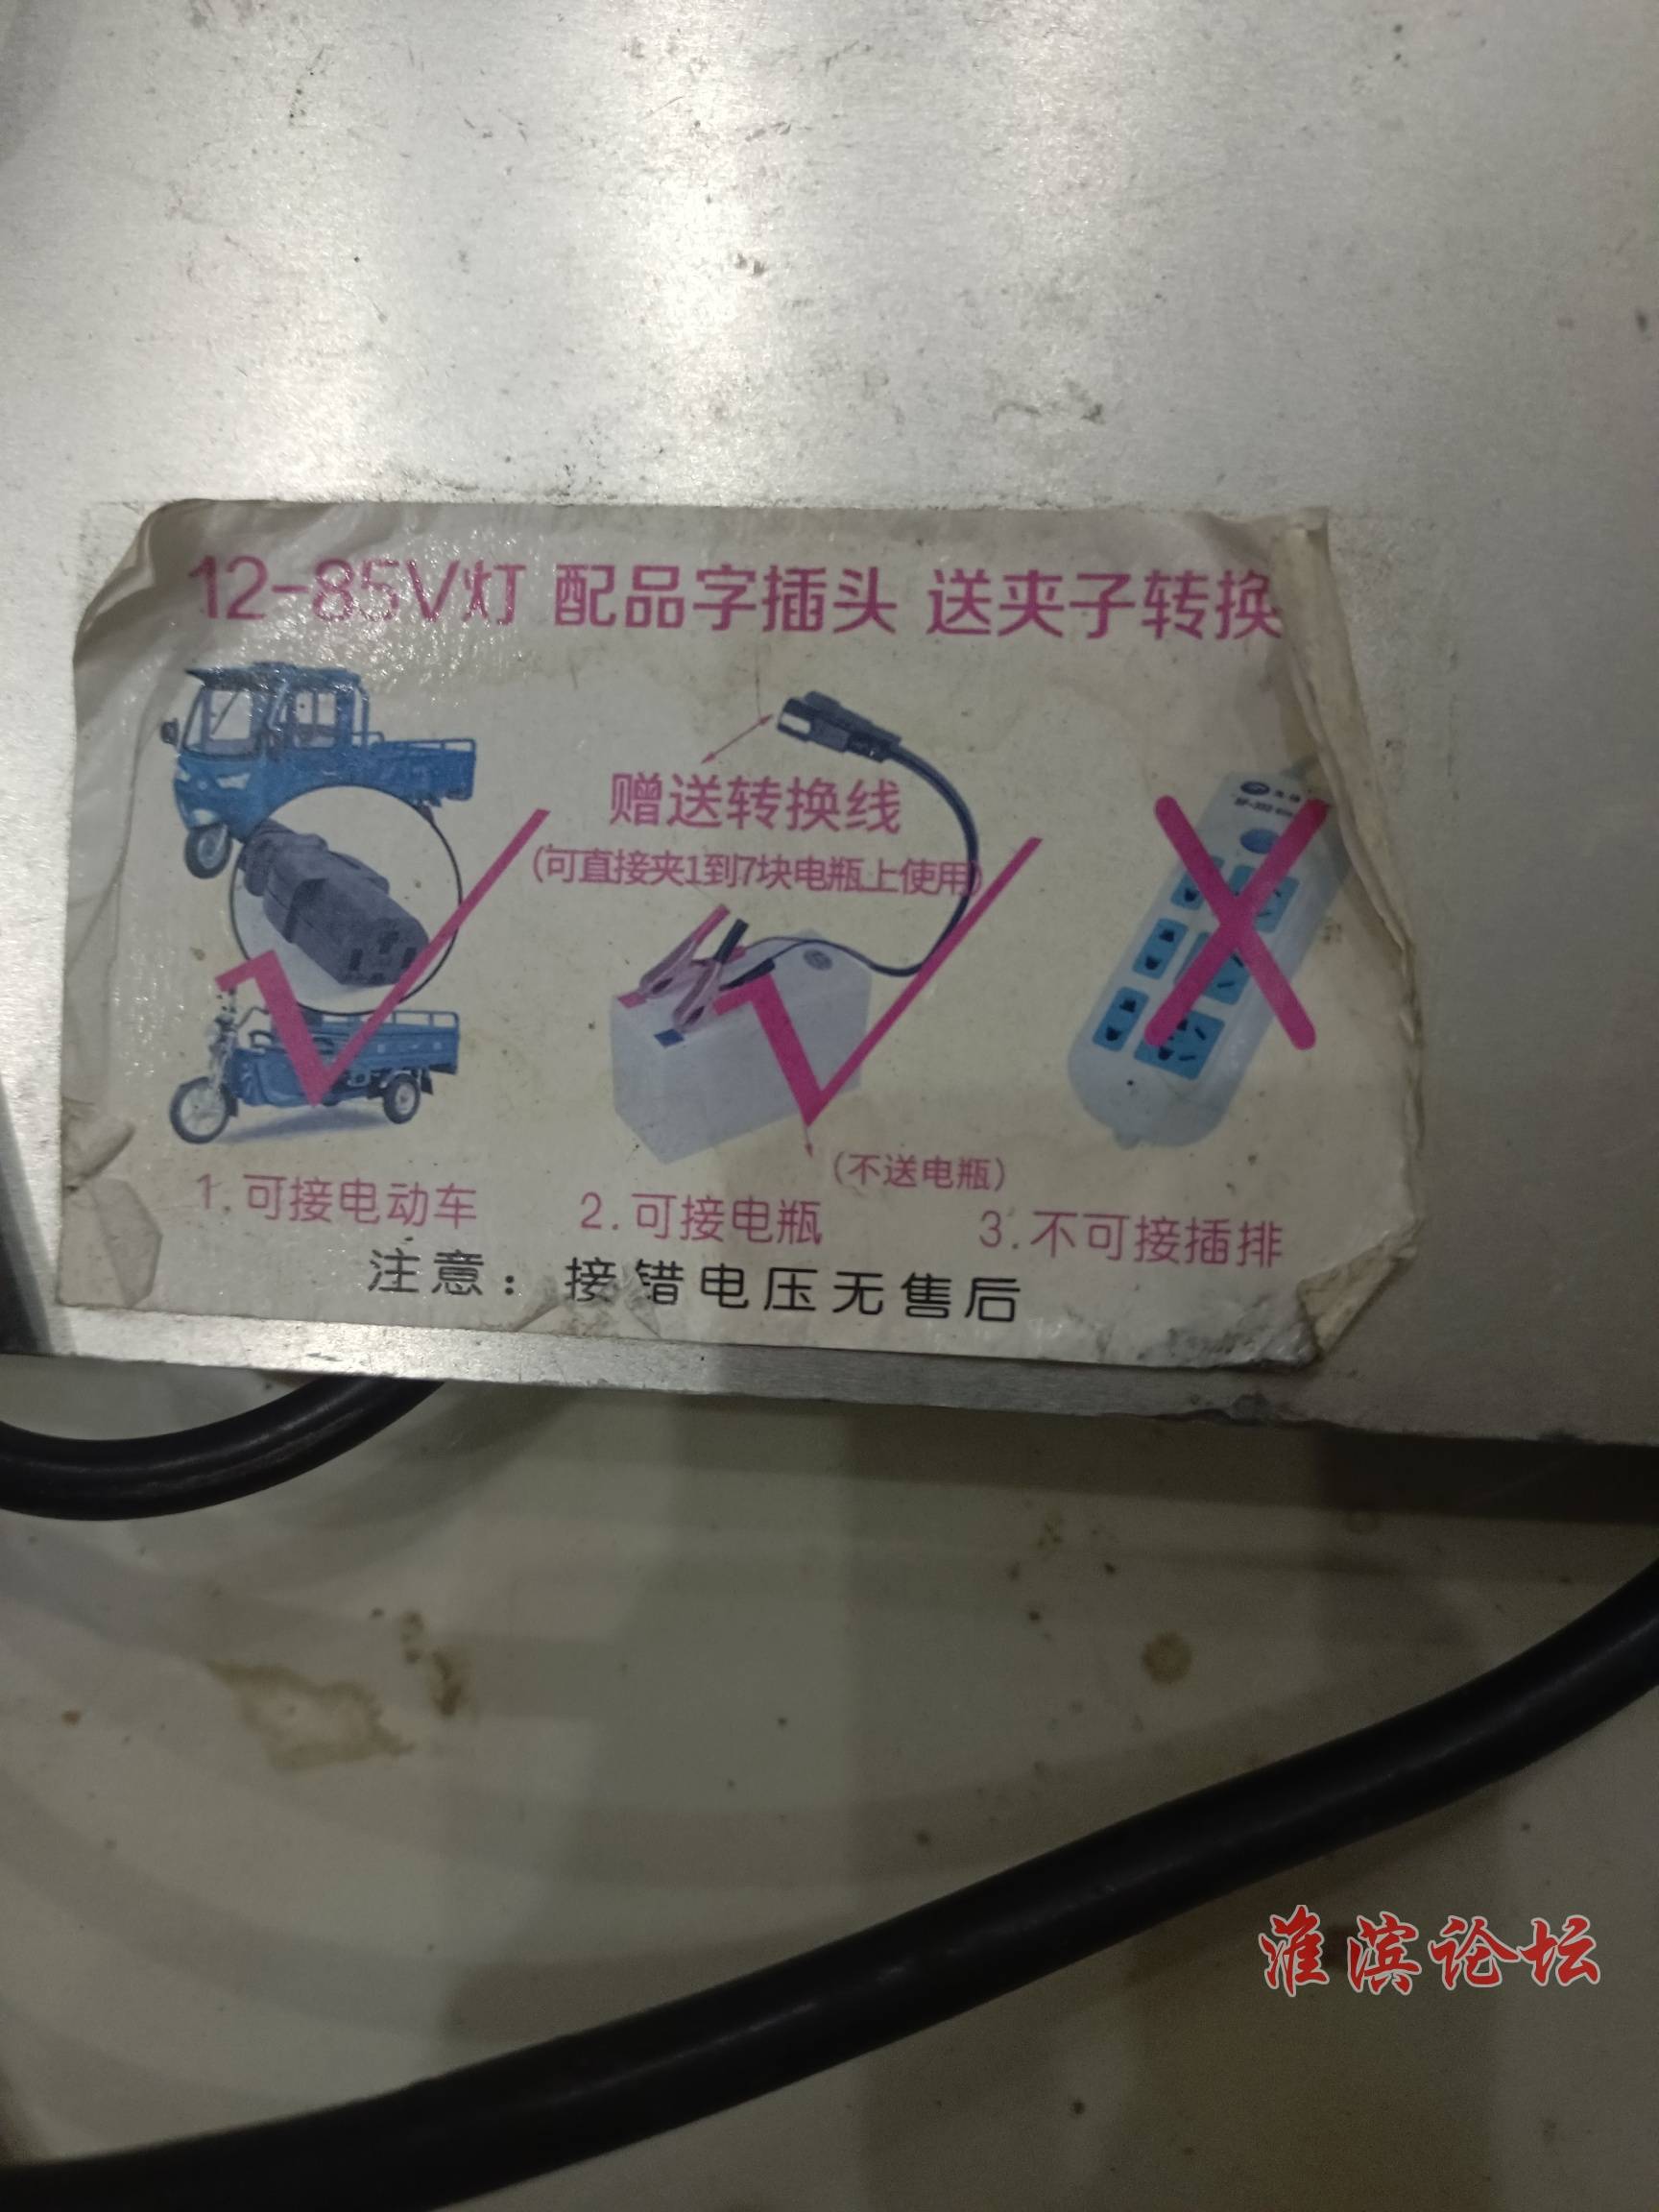 12-85V灯 配品字插头 送夹子转换
赠送转换线
(可直接夹1到7块电瓶上使用)
(不送电瓶)
1.可接电动车 2.可接电瓶 3.不可接插排
注意：接错电压无售后
淮滨论坛